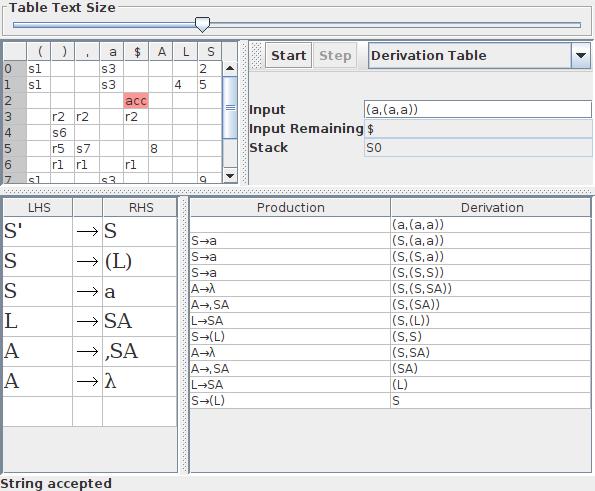 Table Text Size
( ) , a $ A L S
0 s1 s3 2
1 s1 s3 4 5
2 acc
3 r2 r2 r2
4 s6
5 r5 s7 8
6 r1 r1 r1
7 s1 s3 9
Start Step Derivation Table
Input (a,(a,a))
Input Remaining $
Stack S0
LHS RHS
S' → S
S → (L)
S → a
L → SA
A → ,SA
A → λ
Production Derivation
(a,(a,a))
S→a (S,(a,a))
S→a (S,(S,a))
S→a (S,(S,S))
A→λ (S,(S,SA))
A→,SA (S,(SA))
L→SA (S,(L))
S→(L) (S,S)
A→λ (S,SA)
A→,SA (SA)
L→SA (L)
S→(L) S
String accepted